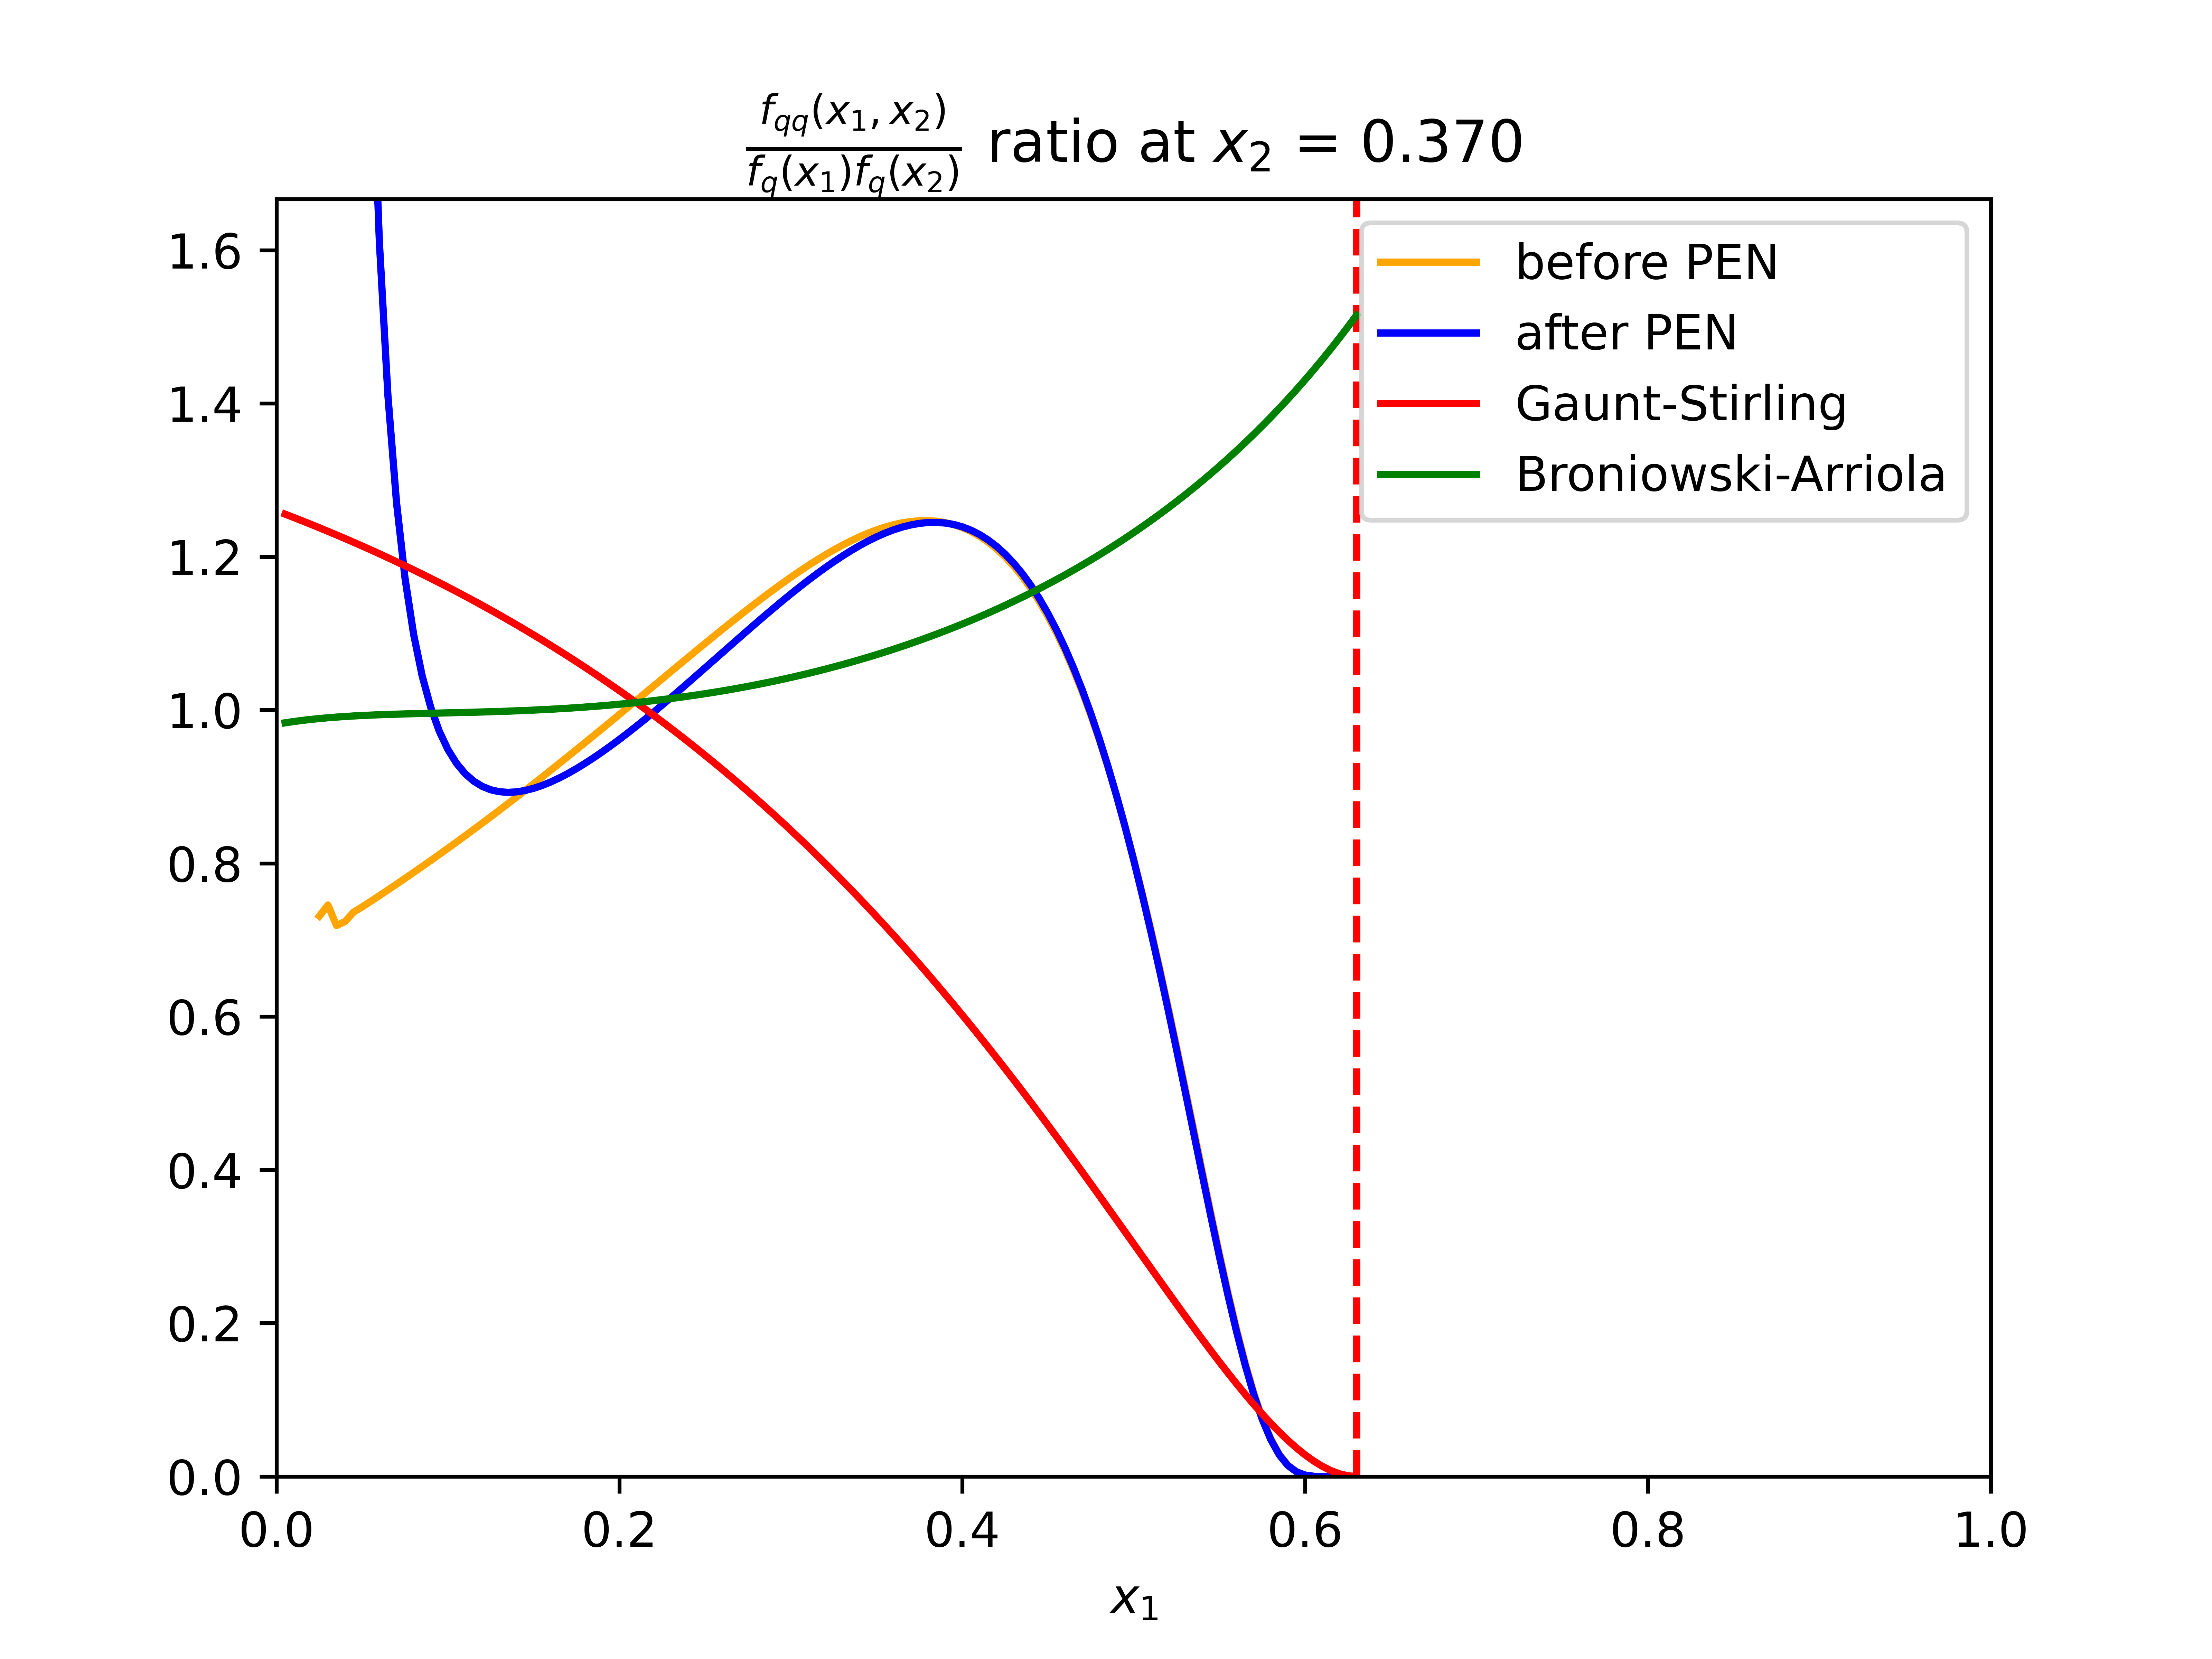 f_qq(x_1, x_2)
f_q(x_1)f_q(x_2)
ratio at x_2 = 0.370
before PEN
after PEN
Gaunt-Stirling
Broniowski-Arriola
1.6
1.4
1.2
1.0
0.8
0.6
0.4
0.2
0.0
0.0 0.2 0.4 0.6 0.8 1.0
x_1